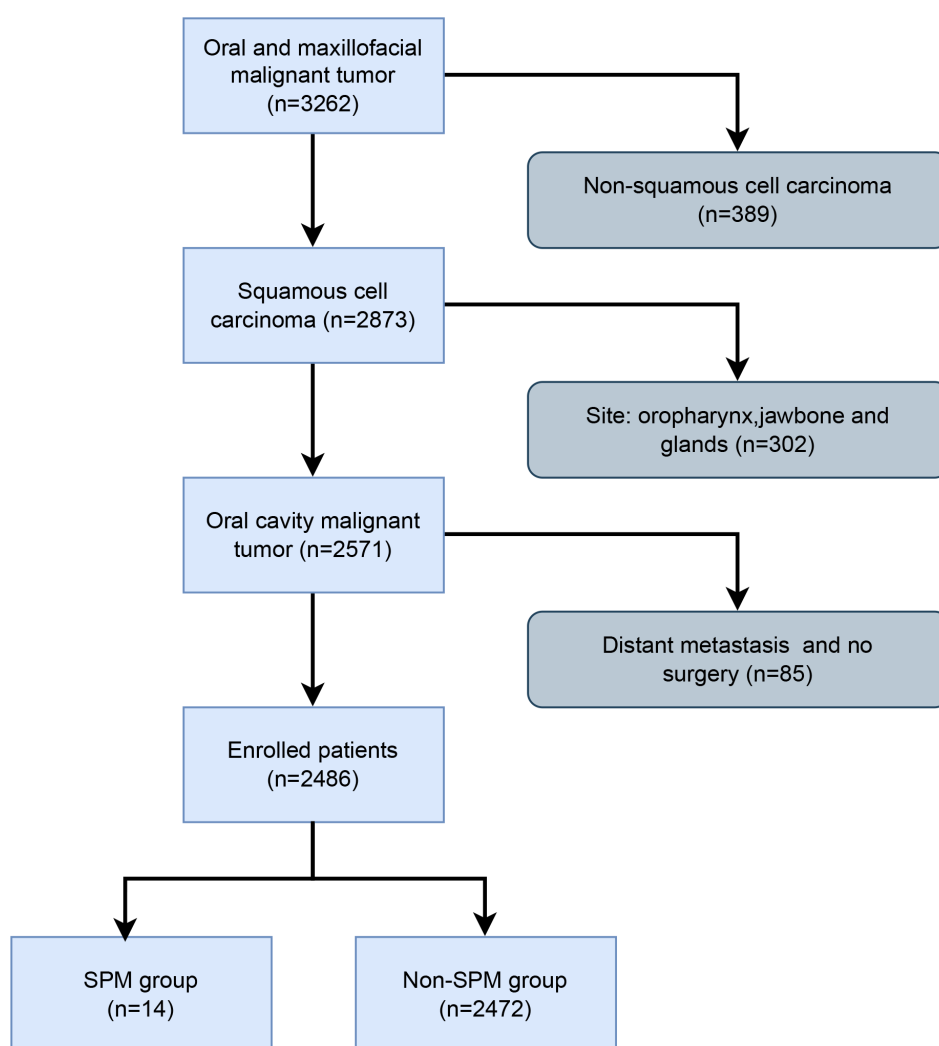 Oral and maxillofacial
malignant tumor
(n=3262)
Non-squamous cell carcinoma
(n=389)
Squamous cell
carcinoma (n=2873)
Site: oropharynx,jawbone and
glands (n=302)
Oral cavity malignant
tumor (n=2571)
Distant metastasis  and no
surgery (n=85)
Enrolled patients
(n=2486)
SPM group
(n=14)
Non-SPM group
(n=2472)